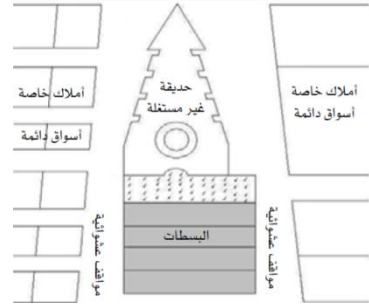 حديقة
غير مستغلة
أملاك خاصة
أسواق دائمة
أملاك خاصة
أسواق دائمة
البسطات
مواقف عشوائية
مواقف عشوائية